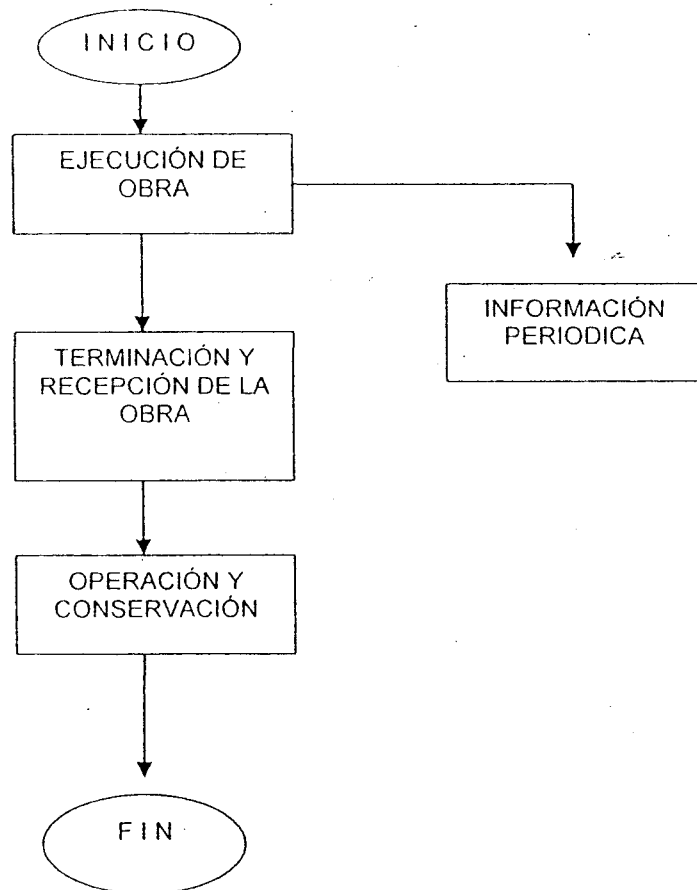 INICIO
EJECUCIÓN DE
OBRA
INFORMACIÓN
PERIODICA
TERMINACIÓN Y
RECEPCIÓN DE LA
OBRA
OPERACIÓN Y
CONSERVACIÓN
FIN